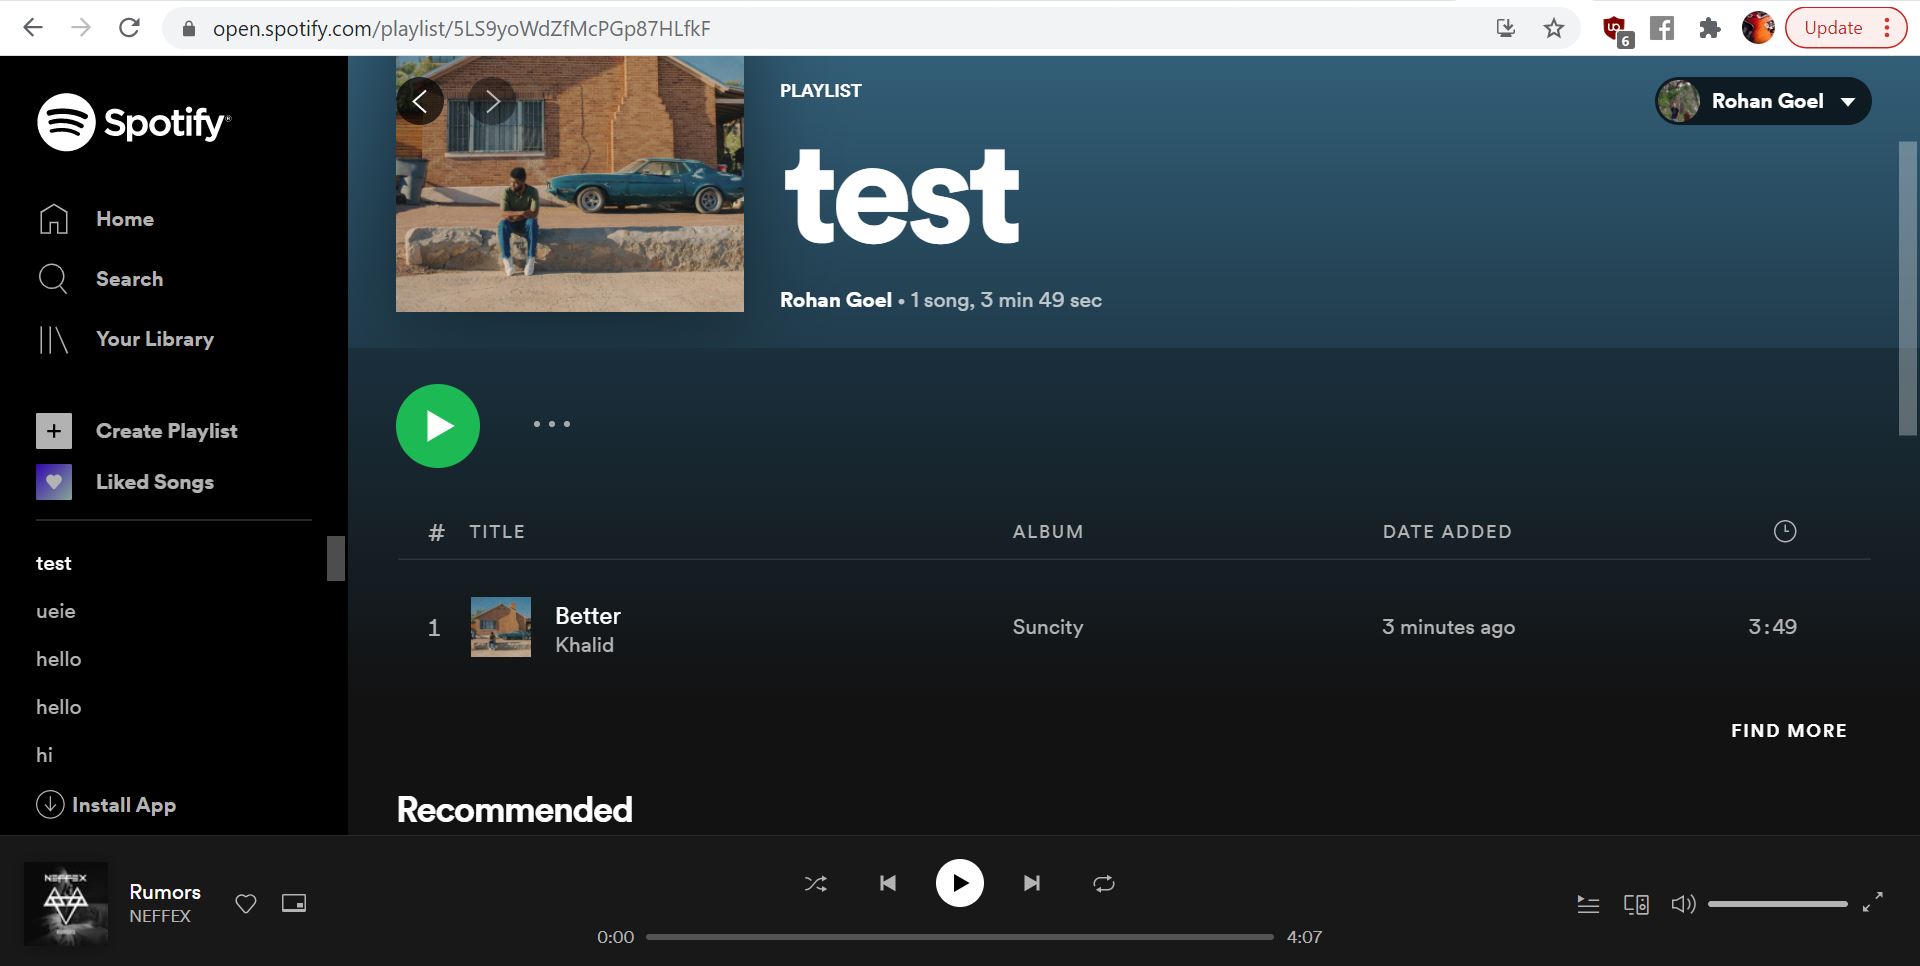 open.spotify.com/playlist/5LS9yoWdZfMcPGp87HLfkF
6
Update
Spotify®
Home
Search
Your Library
Create Playlist
Liked Songs
test
ueie
hello
hello
hi
Install App
PLAYLIST
Rohan Goel
test
Rohan Goel • 1 song, 3 min 49 sec
# TITLE ALBUM DATE ADDED
1 Better Suncity 3 minutes ago 3:49
Khalid
FIND MORE
Recommended
NEFFEX
Rumors
NEFFEX
0:00 4:07